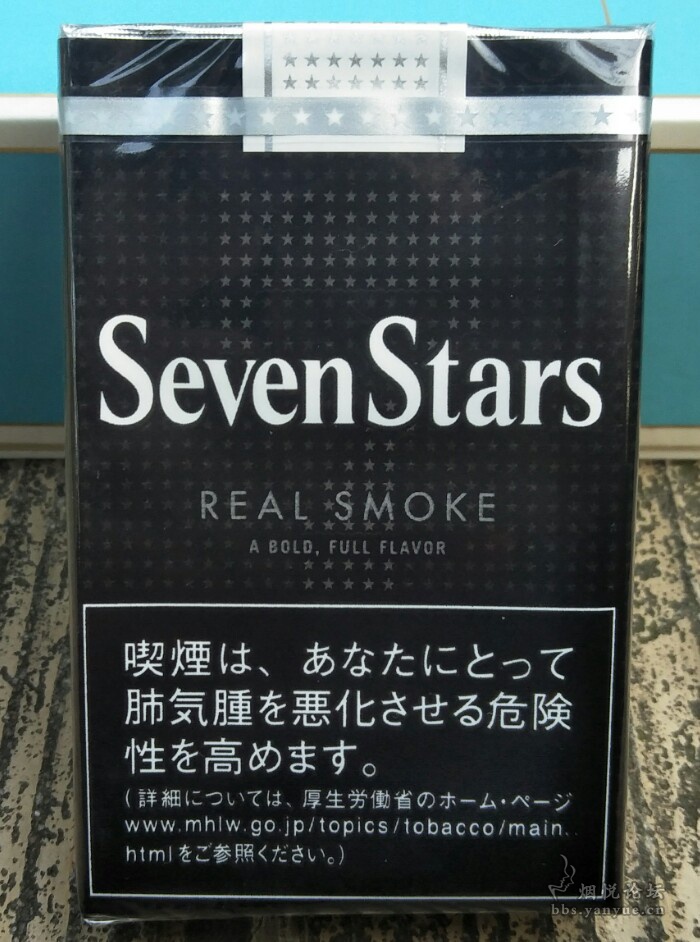 Seven Stars
REAL SMOKE
A BOLD, FULL FLAVOR
喫煙は、あなたにとって
肺気腫を悪化させる危険
性を高めます。
(詳細については、厚生労働省のホーム・ページ
www.mhlw.go.jp/topics/tobacco/main.
htmlをご参照ください。)
烟悦论坛
bbs.yanyue.cn